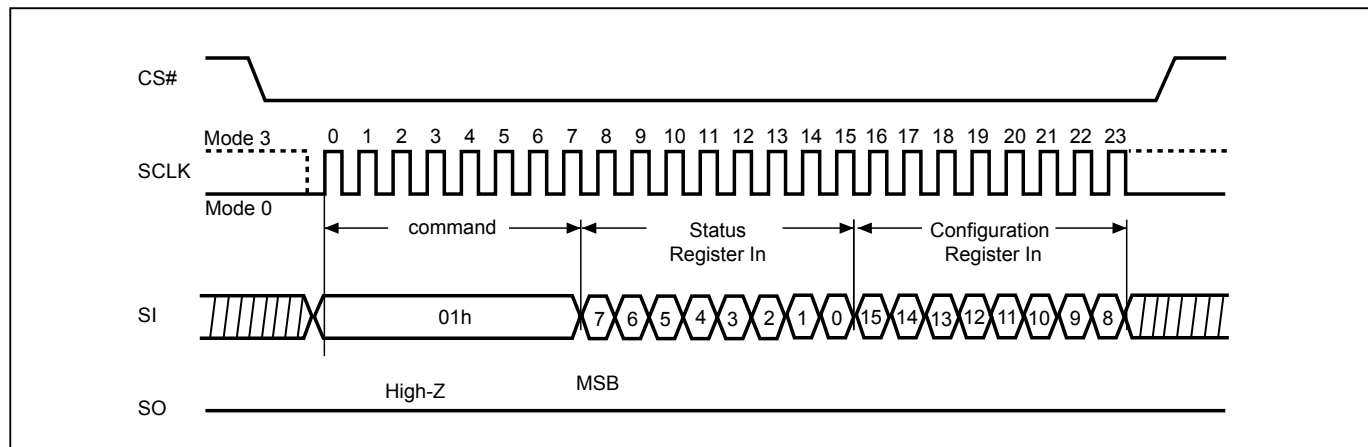 CS#
Mode 3
0 1 2 3 4 5 6 7 8 9 10 11 12 13 14 15 16 17 18 19 20 21 22 23
SCLK
Mode 0
command
Status
Register In
Configuration
Register In
SI
01h
7 6 5 4 3 2 1 0 15 14 13 12 11 10 9 8
High-Z
MSB
SO